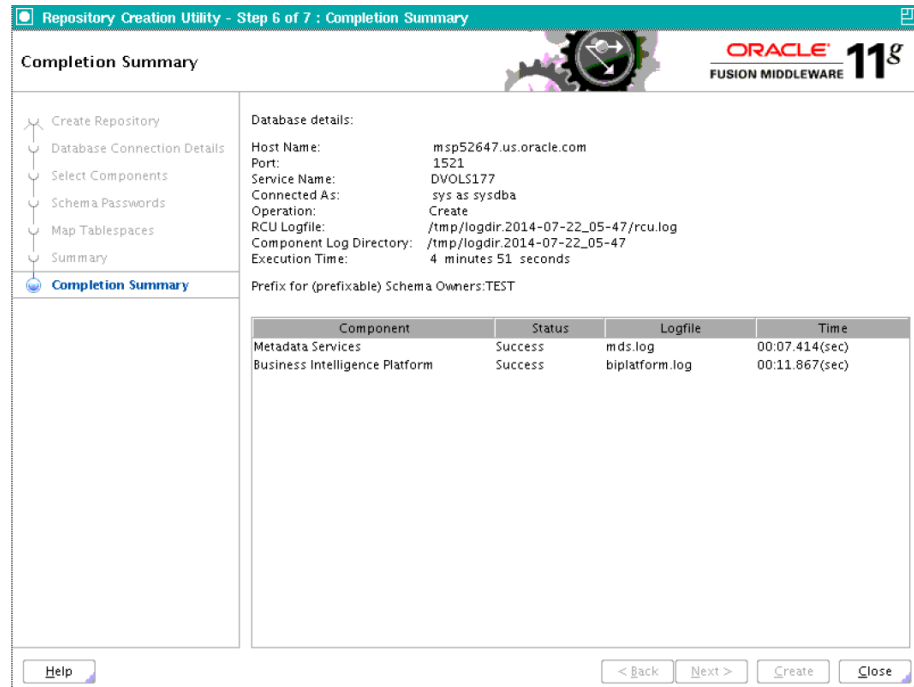 Repository Creation Utility - Step 6 of 7 : Completion Summary
Completion Summary
ORACLE
FUSION MIDDLEWARE
11g
Create Repository
Database Connection Details
Select Components
Schema Passwords
Map Tablespaces
Summary
Completion Summary
Database details:
Host Name: msp52647.us.oracle.com
Port: 1521
Service Name: DVOLS177
Connected As: sys as sysdba
Operation: Create
RCU Logfile: /tmp/logdir.2014-07-22_05-47/rcu.log
Component Log Directory: /tmp/logdir.2014-07-22_05-47
Execution Time: 4 minutes 51 seconds
Prefix for (prefixable) Schema Owners:TEST
Component Status Logfile Time
Metadata Services Success mds.log 00:07.414(sec)
Business Intelligence Platform Success biplatform.log 00:11.867(sec)
Help < Back Next > Create Close